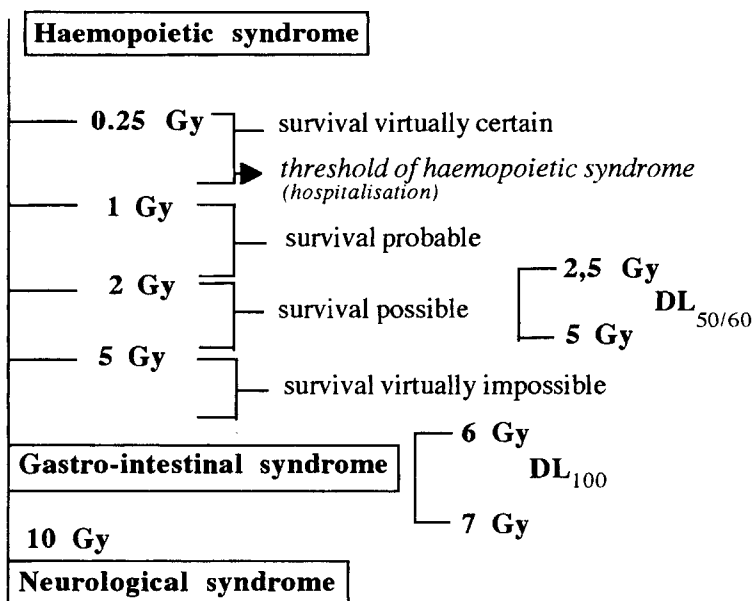 Haemopoietic syndrome
0.25 Gy
survival virtually certain
threshold of haemopoietic syndrome
(hospitalisation)
1 Gy
survival probable
2 Gy
survival possible
2,5 Gy
DL50/60
5 Gy
5 Gy
survival virtually impossible
6 Gy
Gastro-intestinal syndrome
DL100
7 Gy
10 Gy
Neurological syndrome